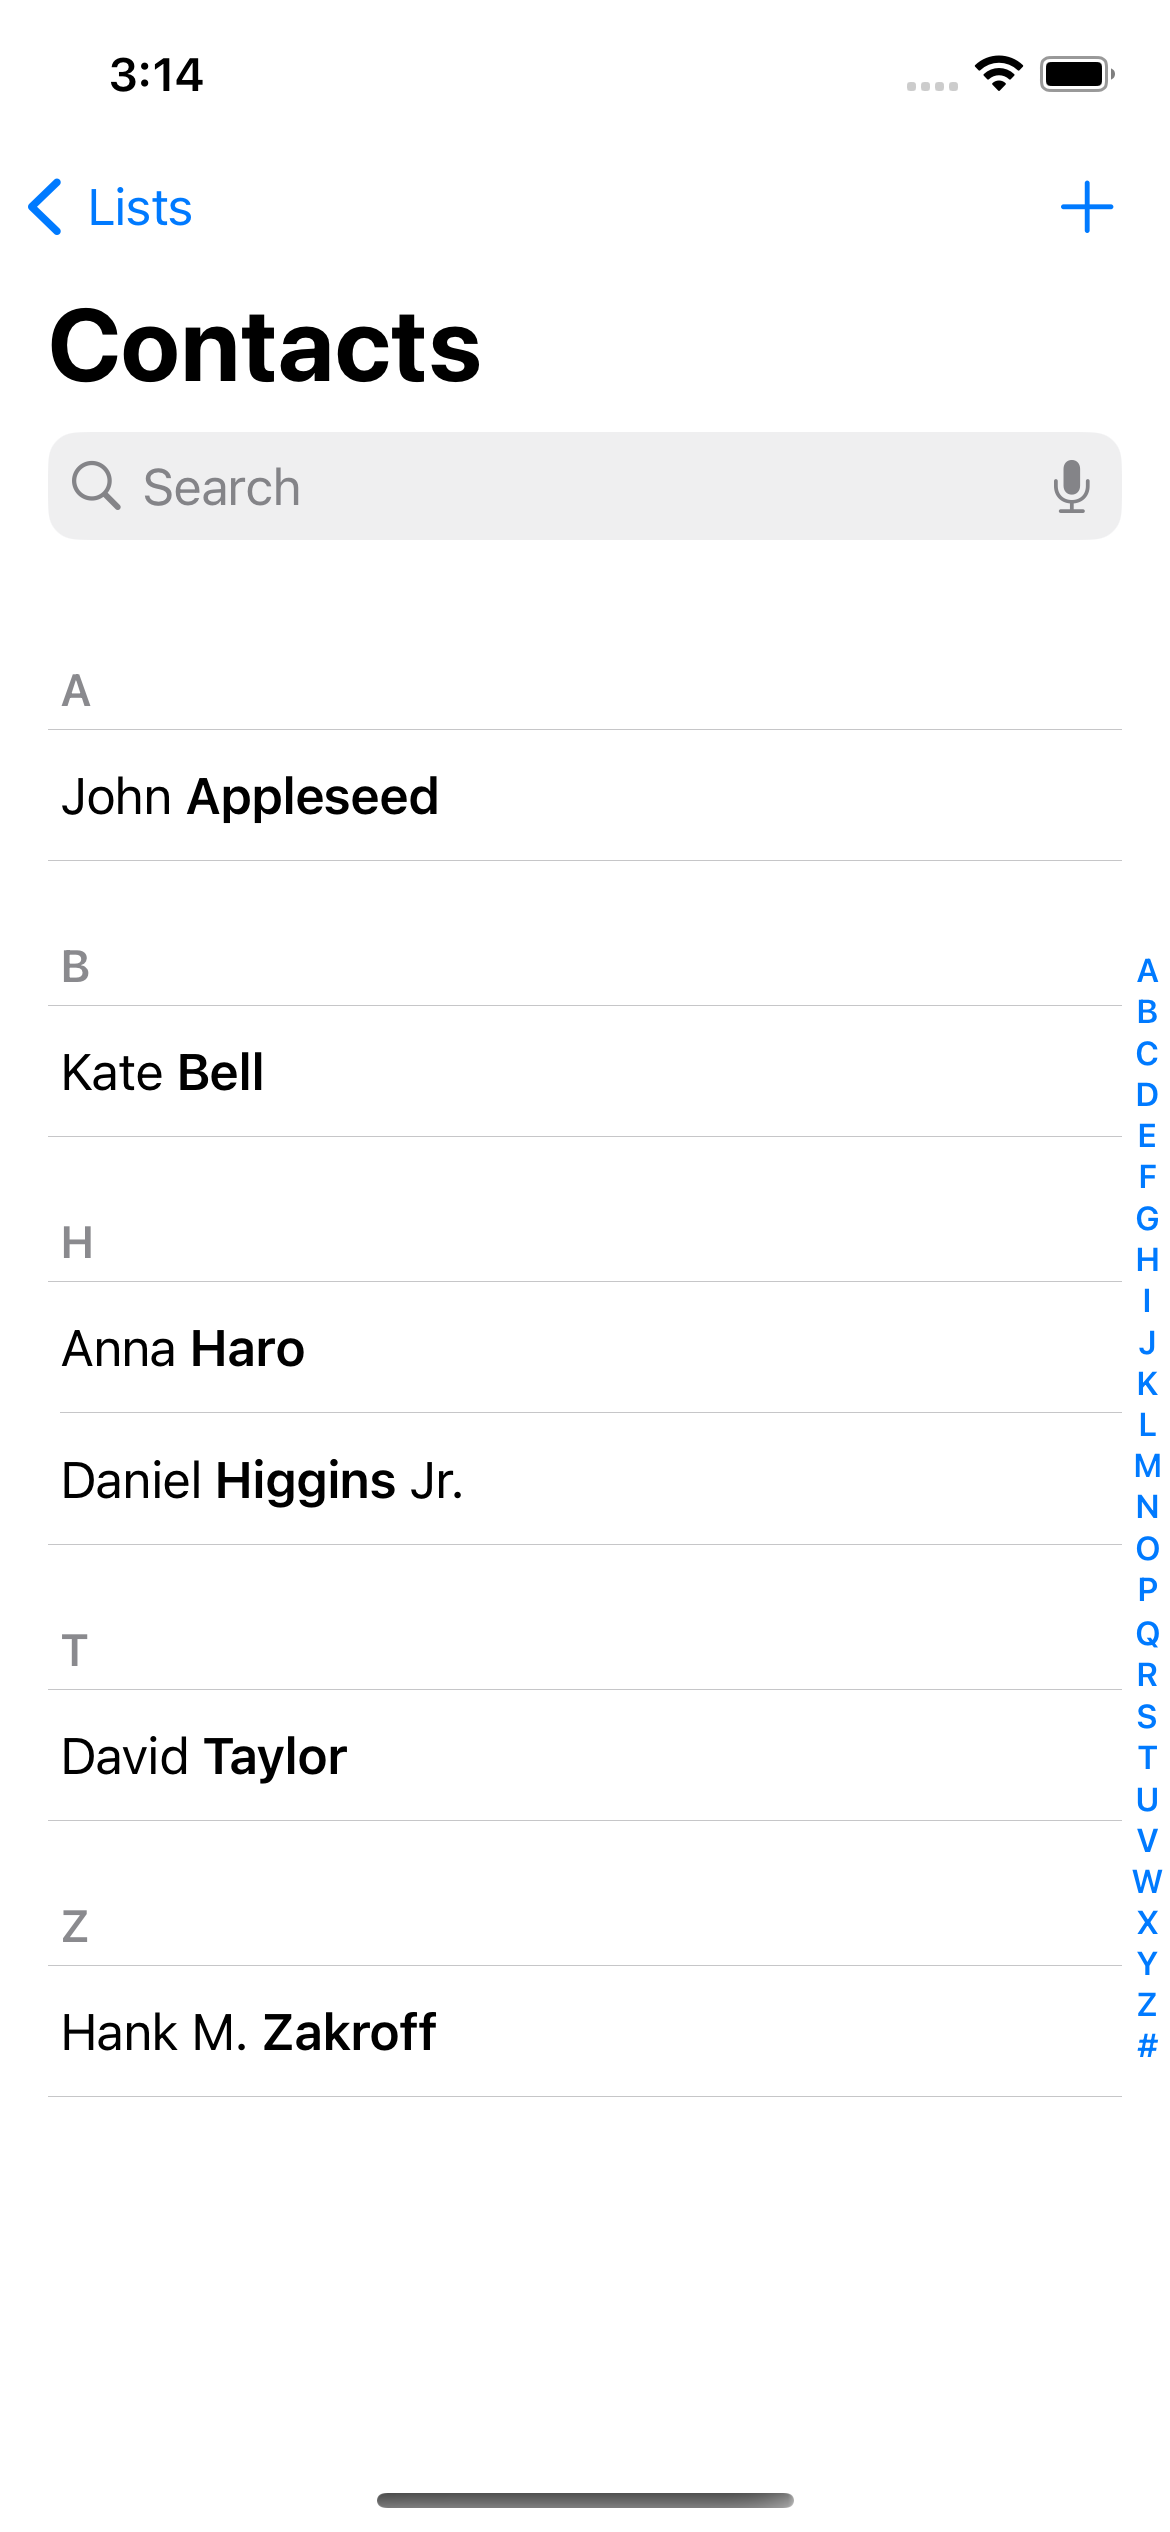 3:14
Lists
Contacts
Search
A
John Appleseed
B
Kate Bell
H
Anna Haro
Daniel Higgins Jr.
T
David Taylor
Z
Hank M. Zakroff
A
B
C
D
E
F
G
H
I
J
K
L
M
N
O
P
Q
R
S
T
U
V
W
X
Y
Z
#